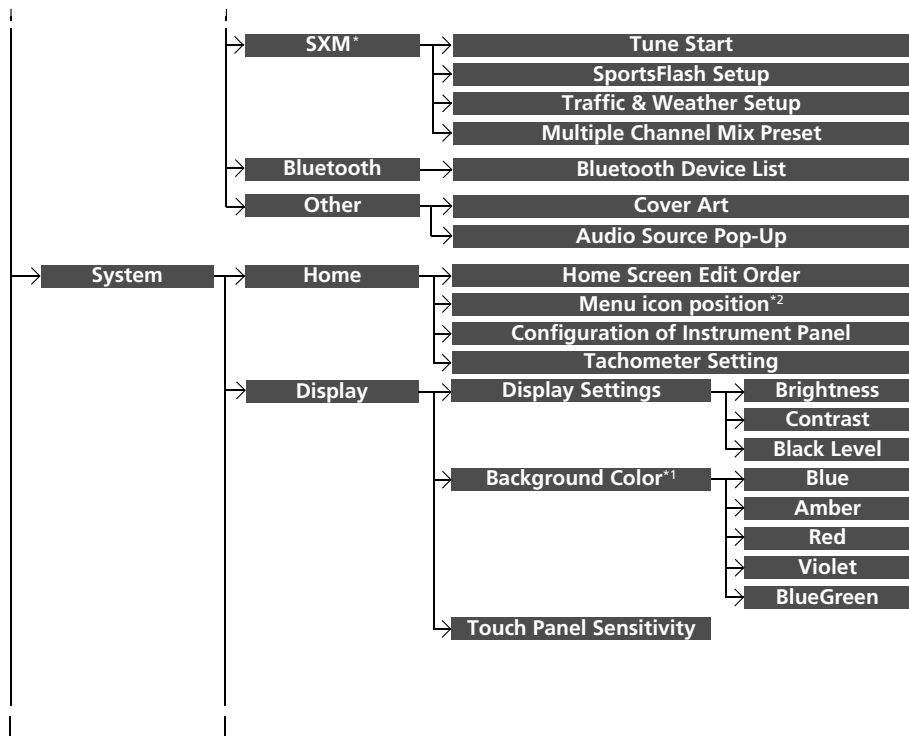 SXM*
Tune Start
SportsFlash Setup
Traffic & Weather Setup
Multiple Channel Mix Preset
Bluetooth
Bluetooth Device List
Other
Cover Art
Audio Source Pop-Up
System
Home
Home Screen Edit Order
Menu icon position*2
Configuration of Instrument Panel
Tachometer Setting
Display
Display Settings
Brightness
Contrast
Black Level
Background Color*1
Blue
Amber
Red
Violet
BlueGreen
Touch Panel Sensitivity